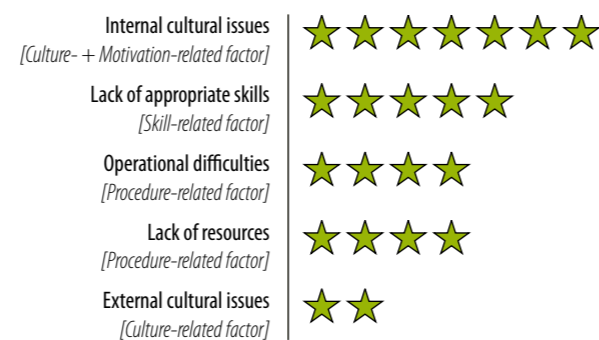 Internal cultural issues
[Culture- + Motivation-related factor]
Lack of appropriate skills
[Skill-related factor]
Operational difficulties
[Procedure-related factor]
Lack of resources
[Procedure-related factor]
External cultural issues
[Culture-related factor]